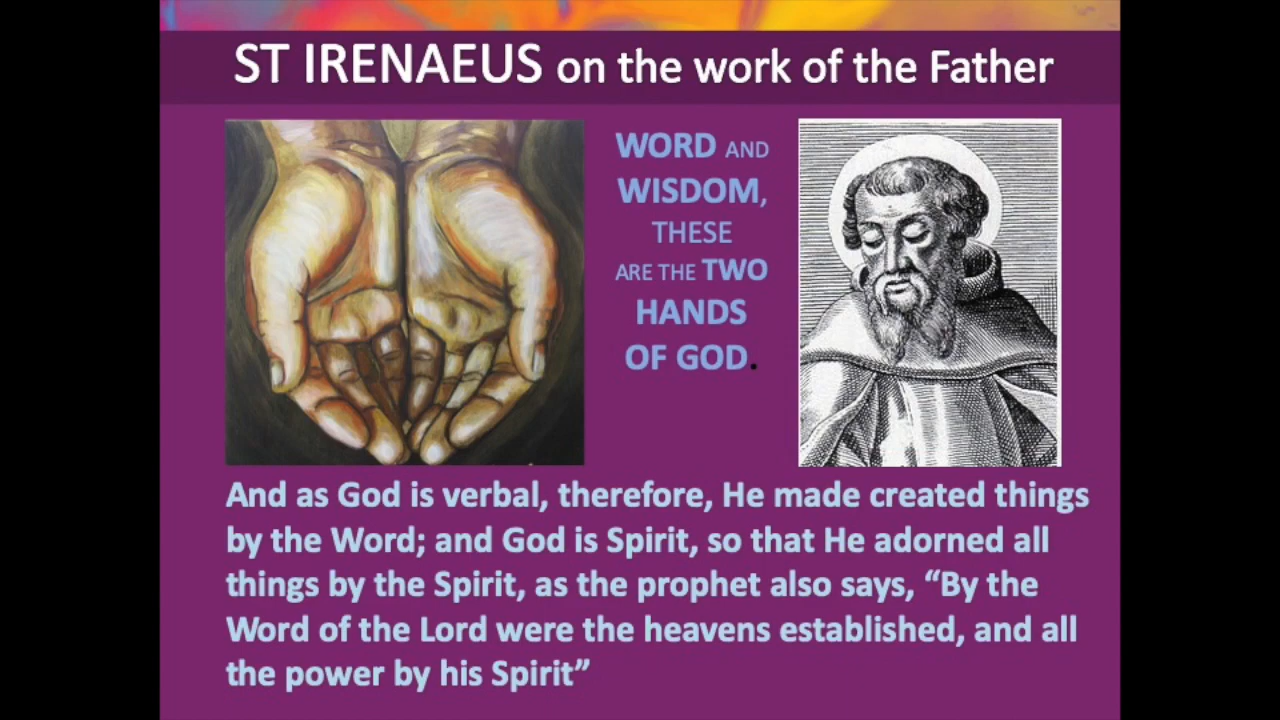 ST IRENAEUS on the work of the Father
WORD AND
WISDOM,
THESE
ARE THE TWO
HANDS
OF GOD.
And as God is verbal, therefore, He made created things
by the Word; and God is Spirit, so that He adorned all
things by the Spirit, as the prophet also says, “By the
Word of the Lord were the heavens established, and all
the power by his Spirit”